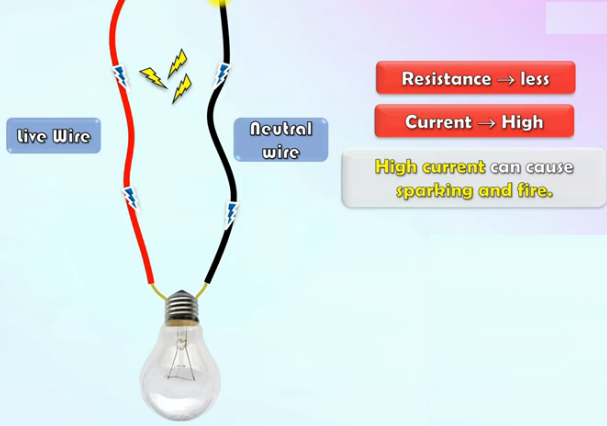 Live Wire
Neutral
wire
Resistance → less
Current → High
High current can cause
sparking and fire.